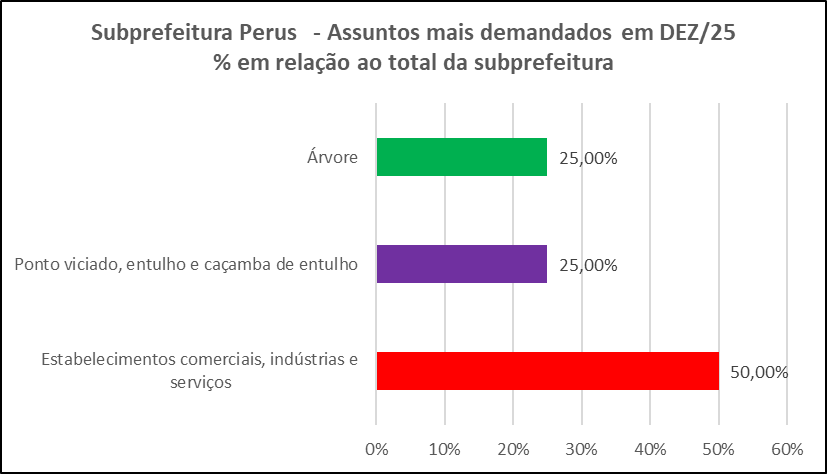 Subprefeitura Perus - Assuntos mais demandados em DEZ/25
% em relação ao total da subprefeitura
Árvore
25,00%
Ponto viciado, entulho e caçamba de entulho
25,00%
Estabelecimentos comerciais, indústrias e
serviços
50,00%
0% 10% 20% 30% 40% 50% 60%